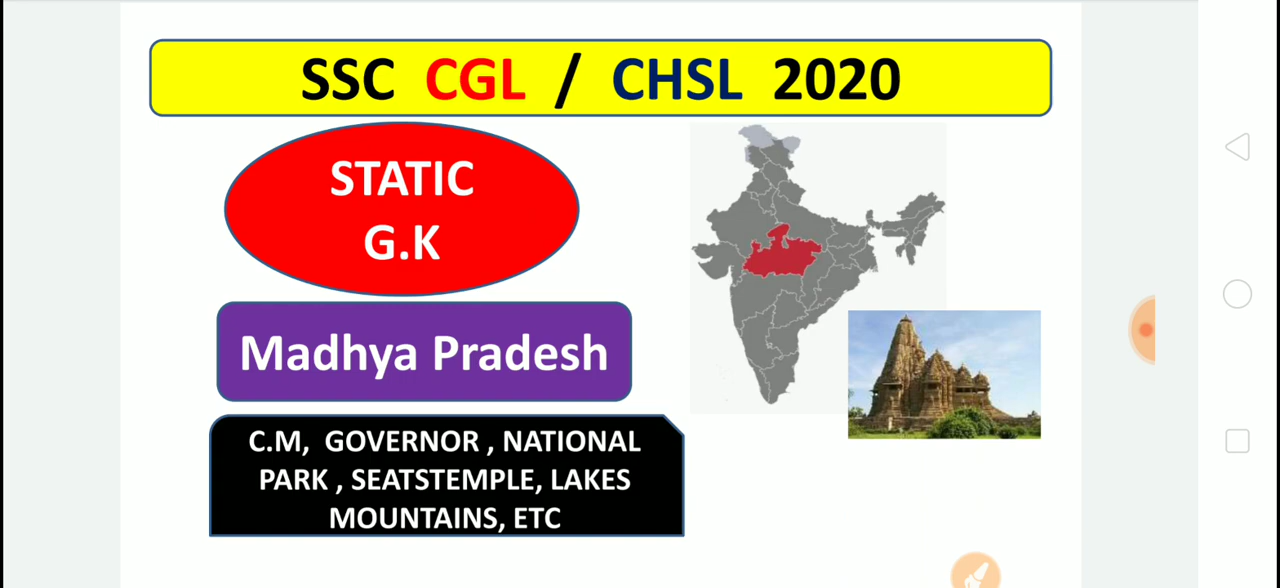 SSC CGL / CHSL 2020
STATIC
G.K
Madhya Pradesh
C.M, GOVERNOR , NATIONAL
PARK , SEATSTEMPLE, LAKES
MOUNTAINS, ETC